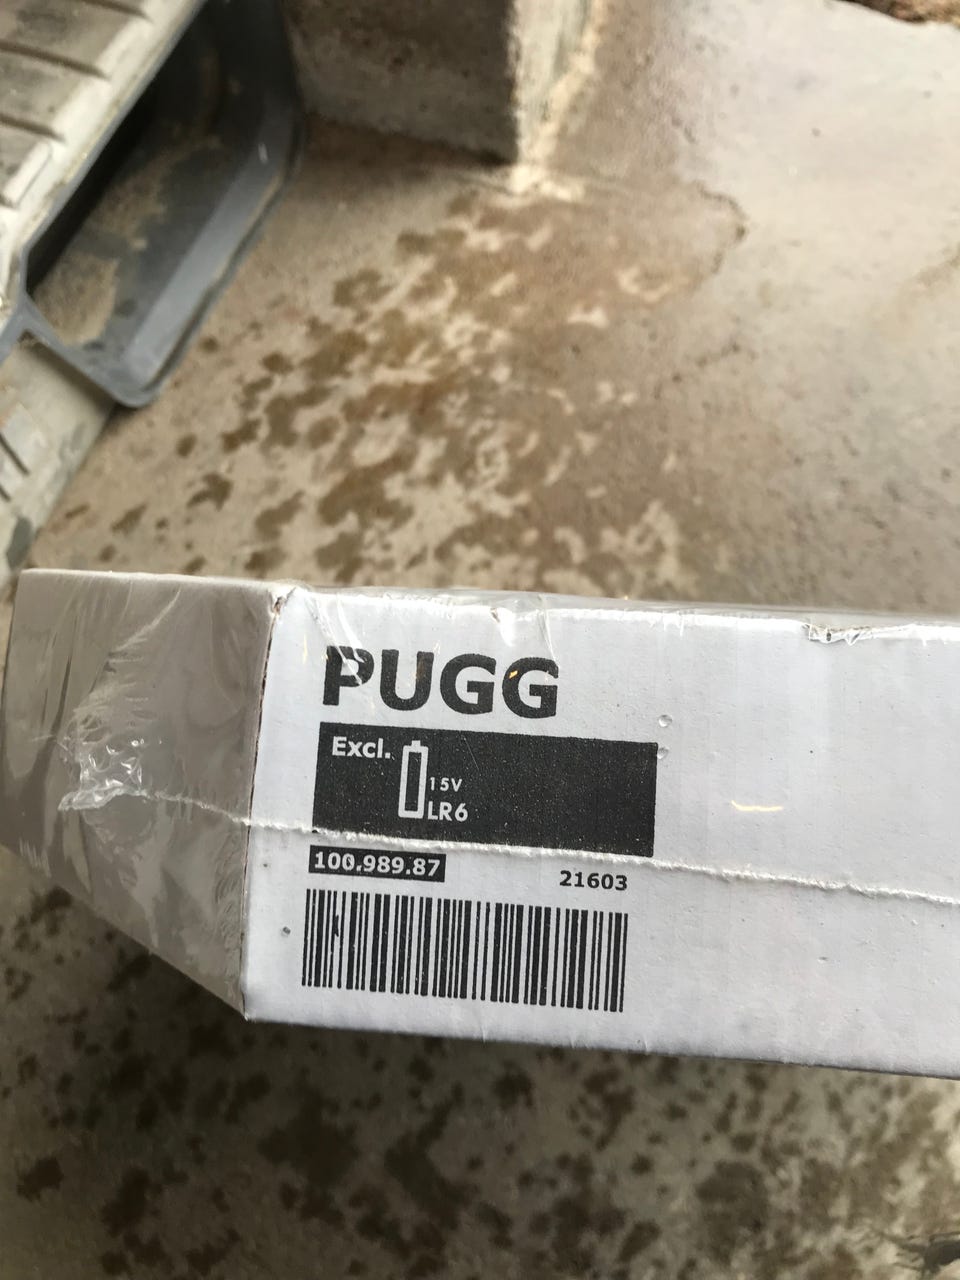 PUGG
Excl.
1 5V
LR6
100.989.87
21603